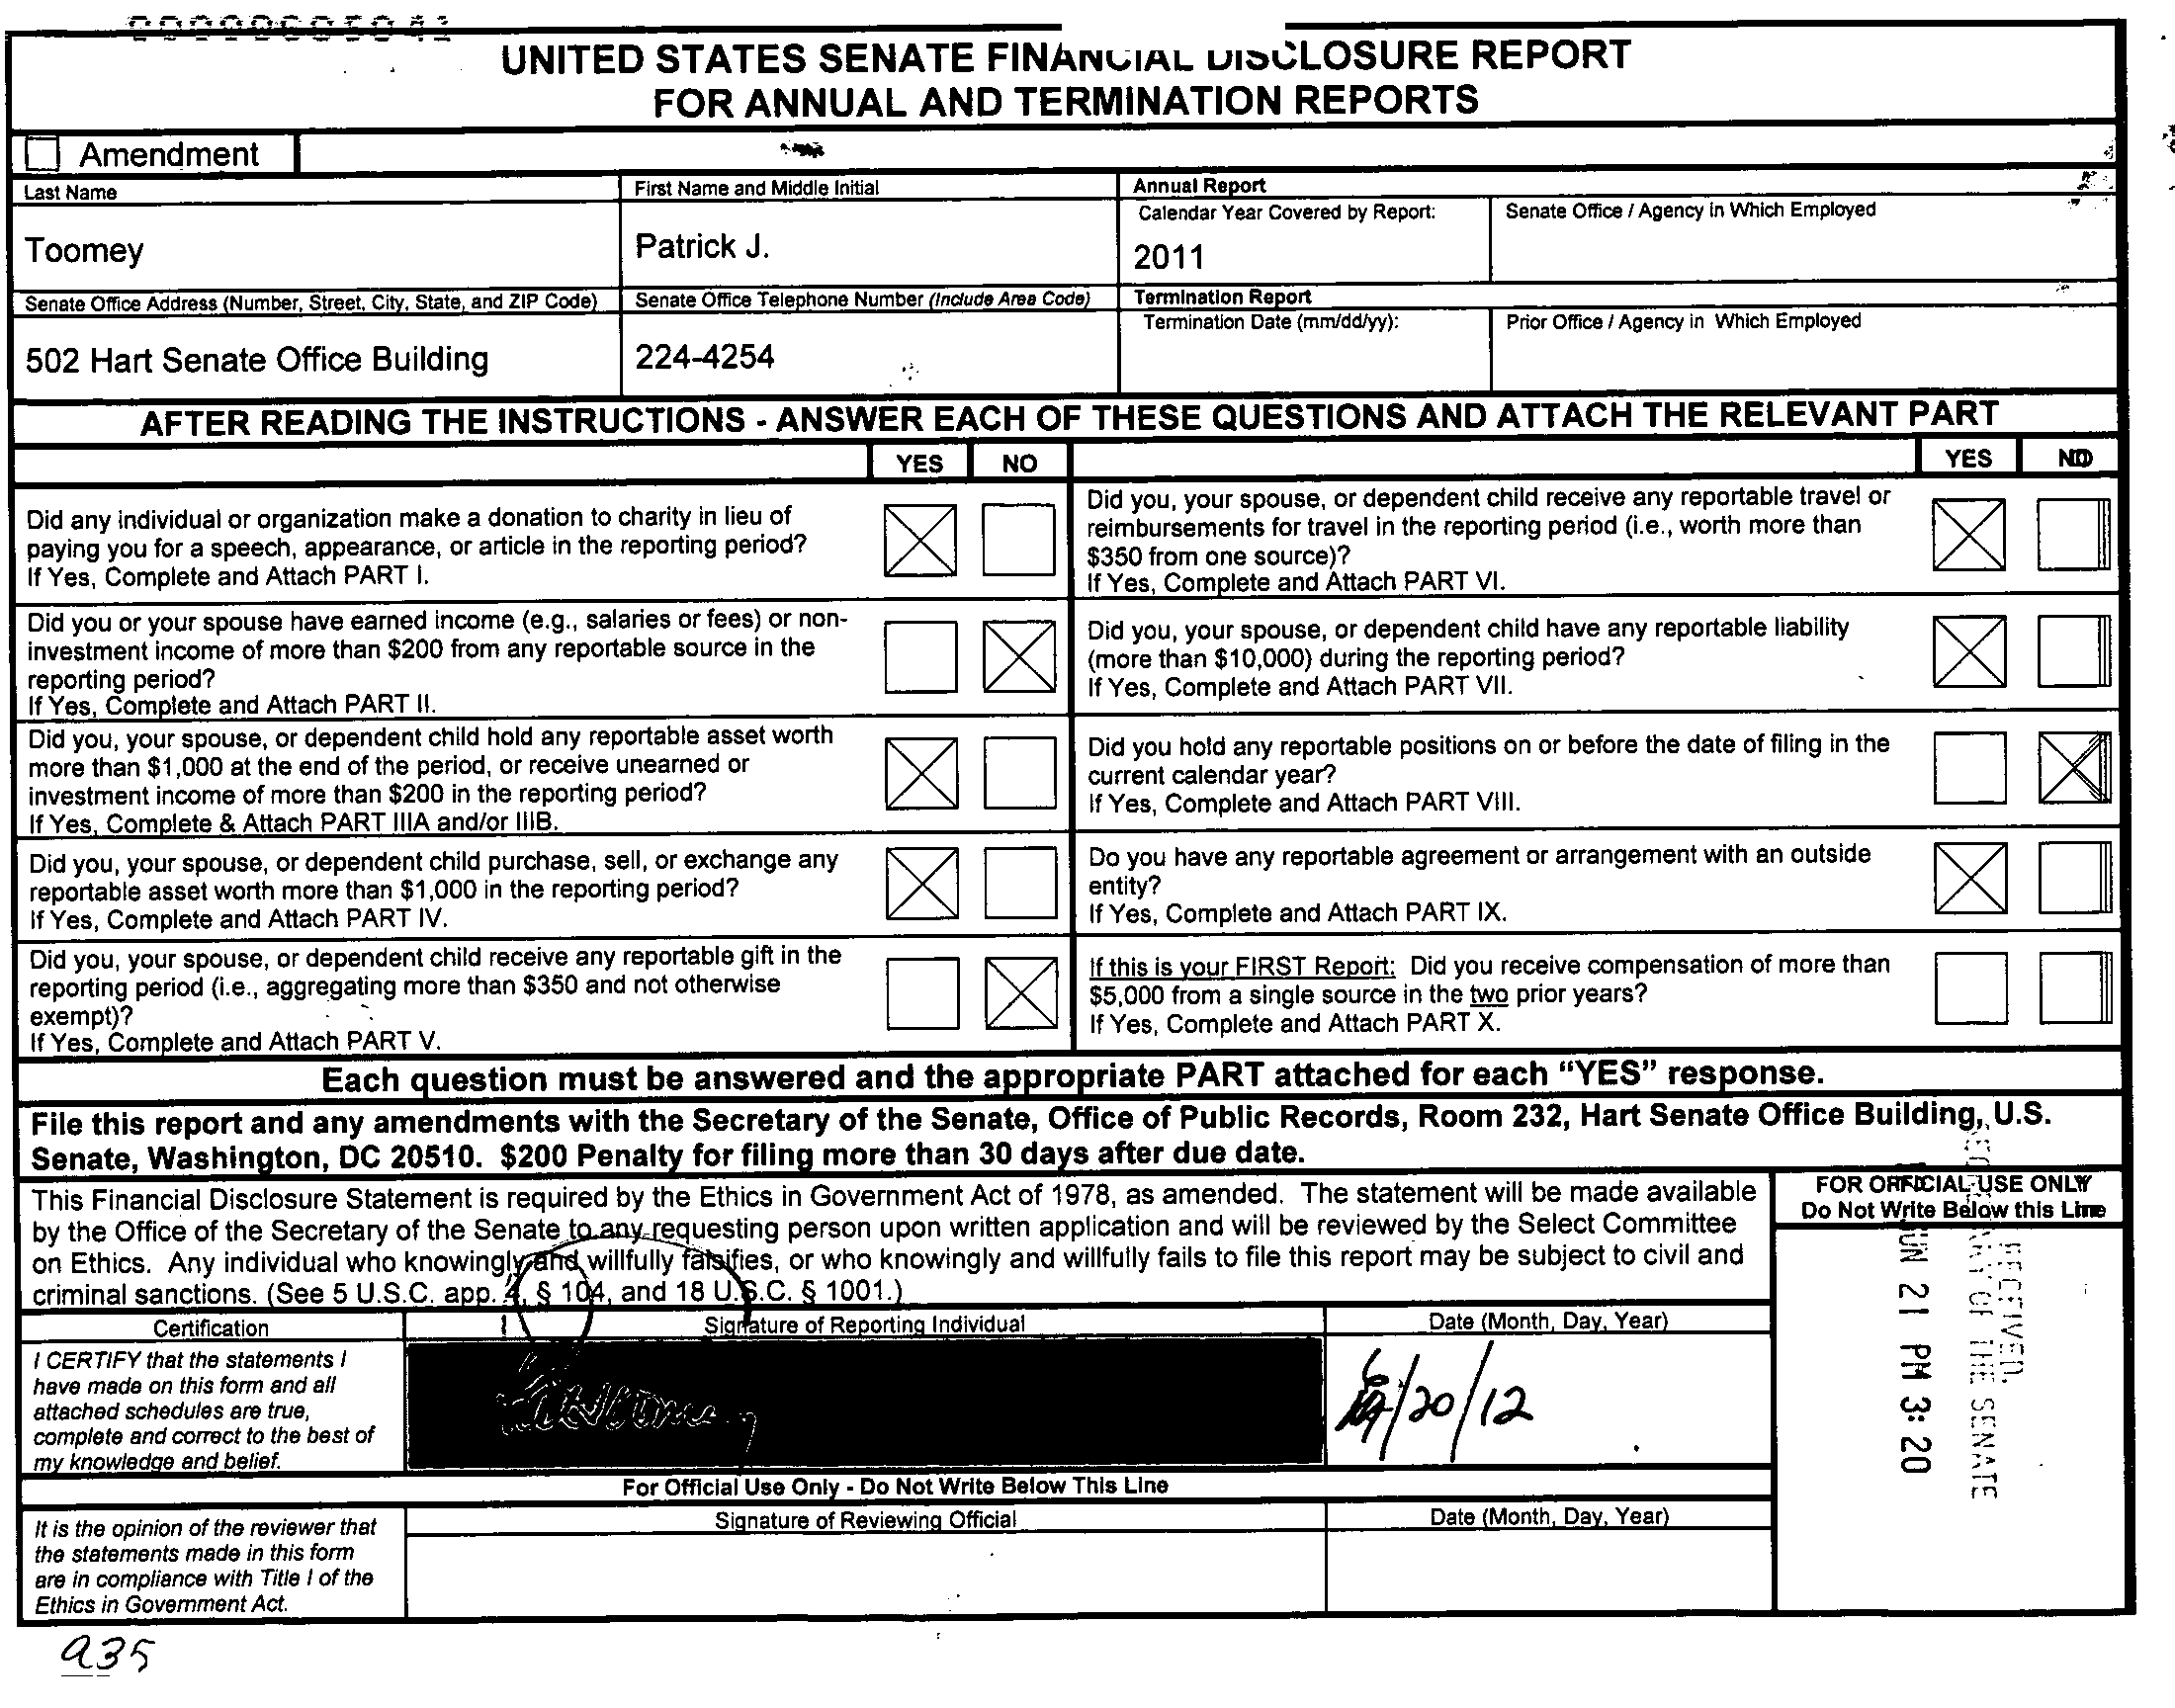 UNITED STATES SENATE FINANCIAL DISCLOSURE REPORT
FOR ANNUAL AND TERMINATION REPORTS
Amendment
Last Name
First Name and Middle Initial
Annual Report
Calendar Year Covered by Report:
Senate Office / Agency in Which Employed
Toomey
Patrick J.
2011
Senate Office Address (Number, Street, City, State, and ZIP Code)
Senate Office Telephone Number (Include Area Code)
Termination Report
Termination Date (mm/dd/yy):
Prior Office / Agency in Which Employed
502 Hart Senate Office Building
224-4254
AFTER READING THE INSTRUCTIONS - ANSWER EACH OF THESE QUESTIONS AND ATTACH THE RELEVANT PART
YES NO
YES NO
Did any individual or organization make a donation to charity in lieu of
paying you for a speech, appearance, or article in the reporting period?
If Yes, Complete and Attach PART I.
Did you, your spouse, or dependent child receive any reportable travel or
reimbursements for travel in the reporting period (i.e., worth more than
$350 from one source)?
If Yes, Complete and Attach PART VI.
Did you or your spouse have earned income (e.g., salaries or fees) or non-
investment income of more than $200 from any reportable source in the
reporting period?
If Yes, Complete and Attach PART II.
Did you, your spouse, or dependent child have any reportable liability
(more than $10,000) during the reporting period?
If Yes, Complete and Attach PART VII.
Did you, your spouse, or dependent child hold any reportable asset worth
more than $1,000 at the end of the period, or receive unearned or
investment income of more than $200 in the reporting period?
If Yes, Complete & Attach PART IIIA and/or IIIB.
Did you hold any reportable positions on or before the date of filing in the
current calendar year?
If Yes, Complete and Attach PART VIII.
Did you, your spouse, or dependent child purchase, sell, or exchange any
reportable asset worth more than $1,000 in the reporting period?
If Yes, Complete and Attach PART IV.
Do you have any reportable agreement or arrangement with an outside
entity?
If Yes, Complete and Attach PART IX.
Did you, your spouse, or dependent child receive any reportable gift in the
reporting period (i.e., aggregating more than $350 and not otherwise
exempt)?
If Yes, Complete and Attach PART V.
If this is your FIRST Report: Did you receive compensation of more than
$5,000 from a single source in the two prior years?
If Yes, Complete and Attach PART X.
Each question must be answered and the appropriate PART attached for each “YES” response.
File this report and any amendments with the Secretary of the Senate, Office of Public Records, Room 232, Hart Senate Office Building, U.S.
Senate, Washington, DC 20510. $200 Penalty for filing more than 30 days after due date.
This Financial Disclosure Statement is required by the Ethics in Government Act of 1978, as amended. The statement will be made available
by the Office of the Secretary of the Senate to any requesting person upon written application and will be reviewed by the Select Committee
on Ethics. Any individual who knowingly and willfully falsifies, or who knowingly and willfully fails to file this report may be subject to civil and
criminal sanctions. (See 5 U.S.C. app. 4, § 104, and 18 U.S.C. § 1001.)
FOR OFFICIAL USE ONLY
Do Not Write Below this Line
RECEIVED
OF THE SENATE
JUN 21 PM 3: 20
Certification
Signature of Reporting Individual
Date (Month, Day, Year)
I CERTIFY that the statements I
have made on this form and all
attached schedules are true,
complete and correct to the best of
my knowledge and belief.
6/20/12
For Official Use Only - Do Not Write Below This Line
It is the opinion of the reviewer that
the statements made in this form
are in compliance with Title I of the
Ethics in Government Act.
Signature of Reviewing Official
Date (Month, Day, Year)
a35